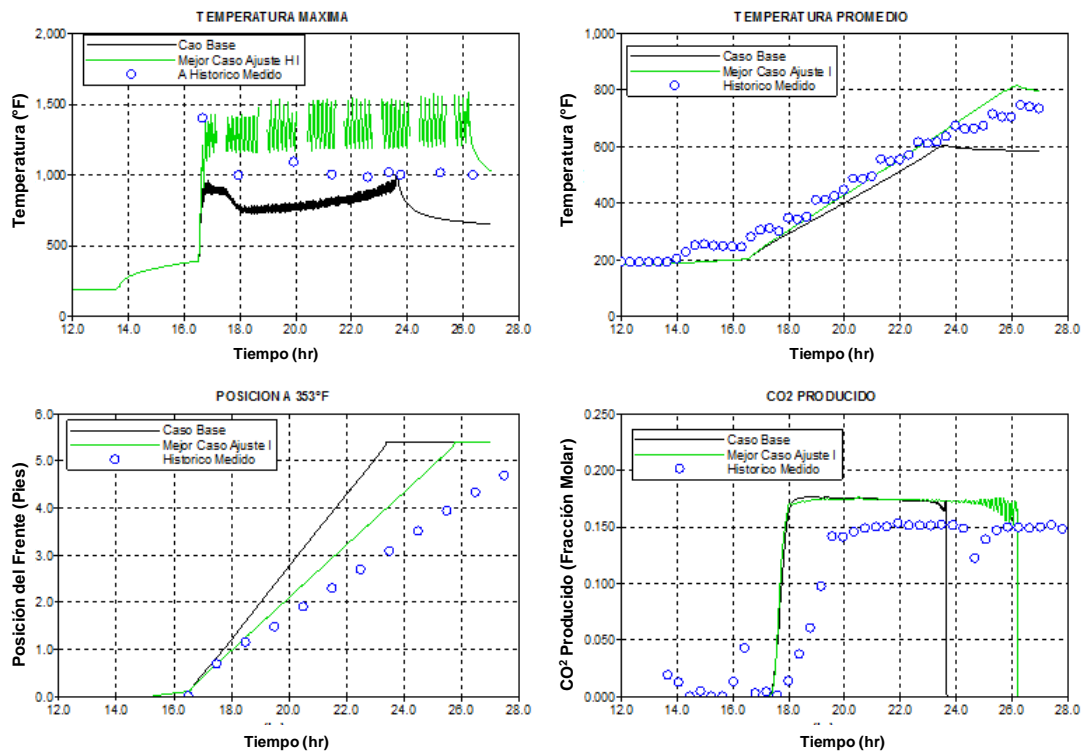 TEMPERATURA MAXIMA
2,000
1,500
1,000
500
0
Temperatura (°F)
Cao Base
Mejor Caso Ajuste H I
A Historico Medido
12.0 14.0 16.0 18.0 20.0 22.0 24.0 26.0 28.0
Tiempo (hr)
TEMPERATURA PROMEDIO
1,000
800
600
400
200
0
Temperatura (°F)
Caso Base
Mejor Caso Ajuste I
Historico Medido
12.0 14.0 16.0 18.0 20.0 22.0 24.0 26.0 28.0
Tiempo (hr)
POSICION A 353°F
6.0
5.0
4.0
3.0
2.0
1.0
0.0
Posición del Frente (Pies)
Caso Base
Mejor Caso Ajuste I
Historico Medido
12.0 14.0 16.0 18.0 20.0 22.0 24.0 26.0 28.0
Tiempo (hr)
CO2 PRODUCIDO
0.250
0.200
0.150
0.100
0.050
0.000
CO² Producido (Fracción Molar)
Caso Base
Mejor Caso Ajuste I
Historico Medido
12.0 14.0 16.0 18.0 20.0 22.0 24.0 26.0 28.0
Tiempo (hr)